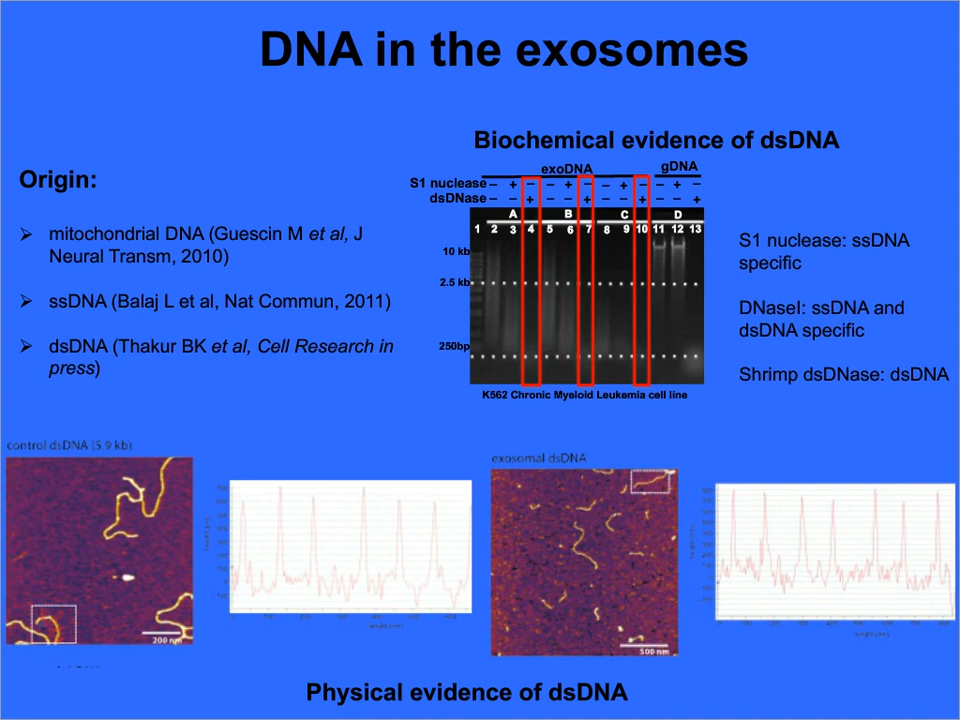 DNA in the exosomes
Biochemical evidence of dsDNA
Origin:
➢ mitochondrial DNA (Guescin M et al, J
Neural Transm, 2010)
➢ ssDNA (Balaj L et al, Nat Commun, 2011)
➢ dsDNA (Thakur BK et al, Cell Research in
press)
exoDNA gDNA
S1 nuclease – + – – + – – + – – + –
dsDNase – – + – – + – – + – – +
A B C D
1 2 3 4 5 6 7 8 9 10 11 12 13
10 kb
2.5 kb
250bp
K562 Chronic Myeloid Leukemia cell line
S1 nuclease: ssDNA
specific
DNaseI: ssDNA and
dsDNA specific
Shrimp dsDNase: dsDNA
control dsDNA (5.9 kb)
200 nm
exosomal dsDNA
500 nm
Physical evidence of dsDNA